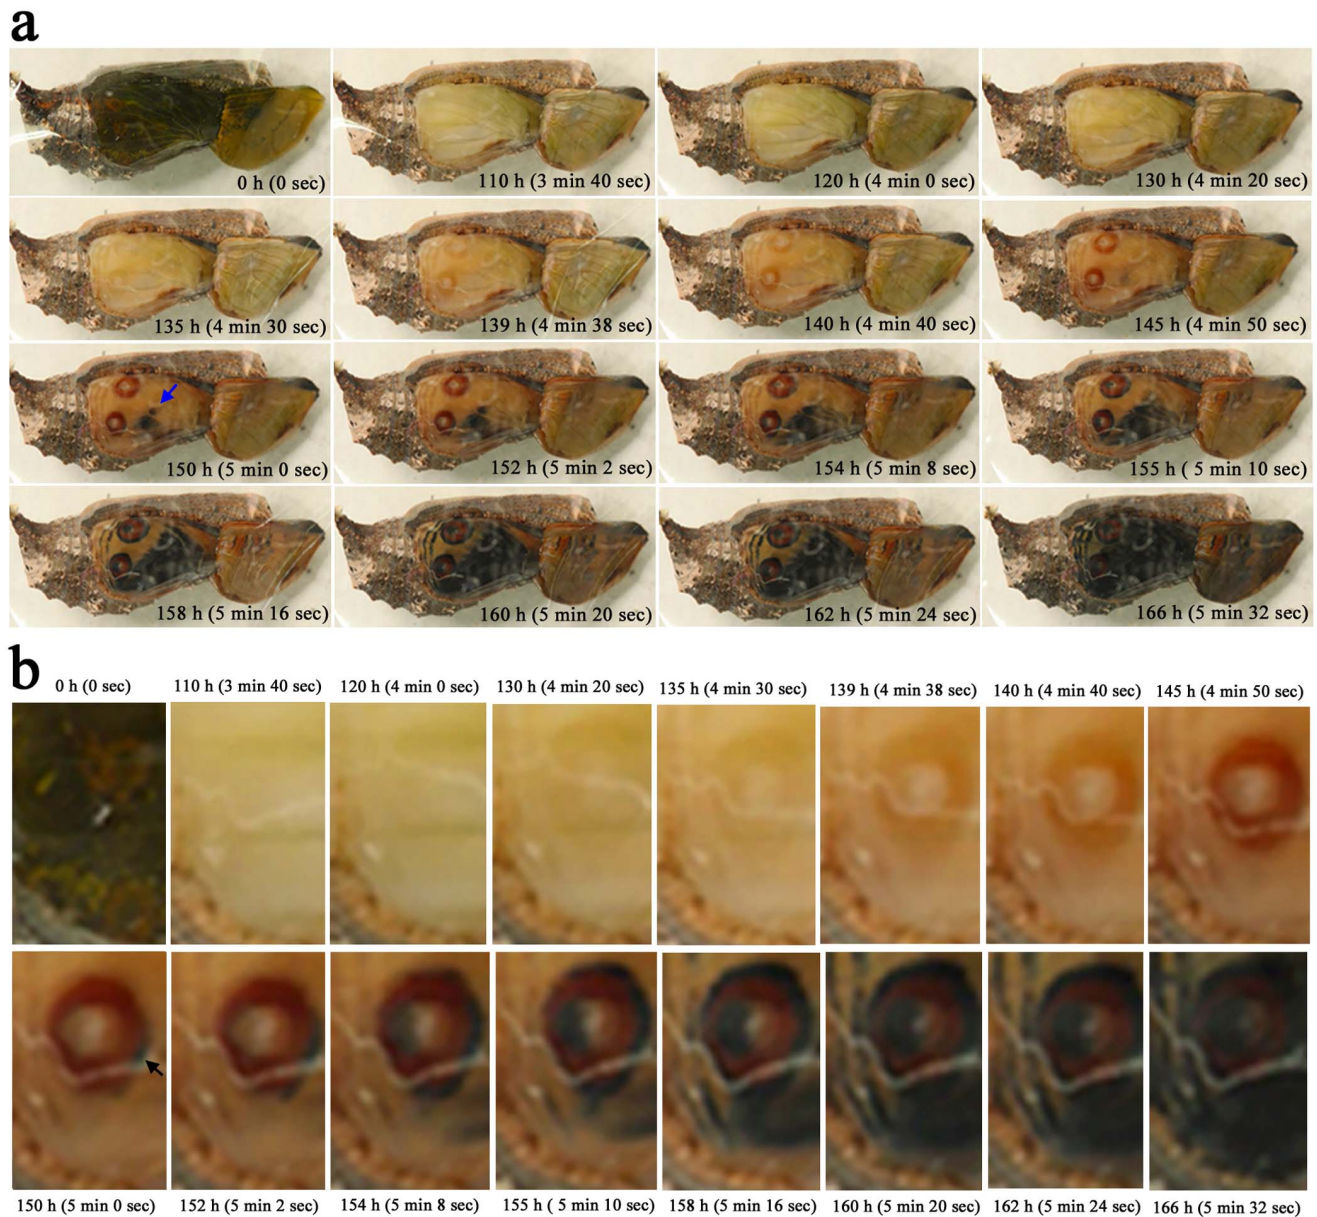 a
0 h (0 sec)
110 h (3 min 40 sec)
120 h (4 min 0 sec)
130 h (4 min 20 sec)
135 h (4 min 30 sec)
139 h (4 min 38 sec)
140 h (4 min 40 sec)
145 h (4 min 50 sec)
150 h (5 min 0 sec)
152 h (5 min 2 sec)
154 h (5 min 8 sec)
155 h ( 5 min 10 sec)
158 h (5 min 16 sec)
160 h (5 min 20 sec)
162 h (5 min 24 sec)
166 h (5 min 32 sec)
b
0 h (0 sec)
110 h (3 min 40 sec)
120 h (4 min 0 sec)
130 h (4 min 20 sec)
135 h (4 min 30 sec)
139 h (4 min 38 sec)
140 h (4 min 40 sec)
145 h (4 min 50 sec)
150 h (5 min 0 sec)
152 h (5 min 2 sec)
154 h (5 min 8 sec)
155 h ( 5 min 10 sec)
158 h (5 min 16 sec)
160 h (5 min 20 sec)
162 h (5 min 24 sec)
166 h (5 min 32 sec)